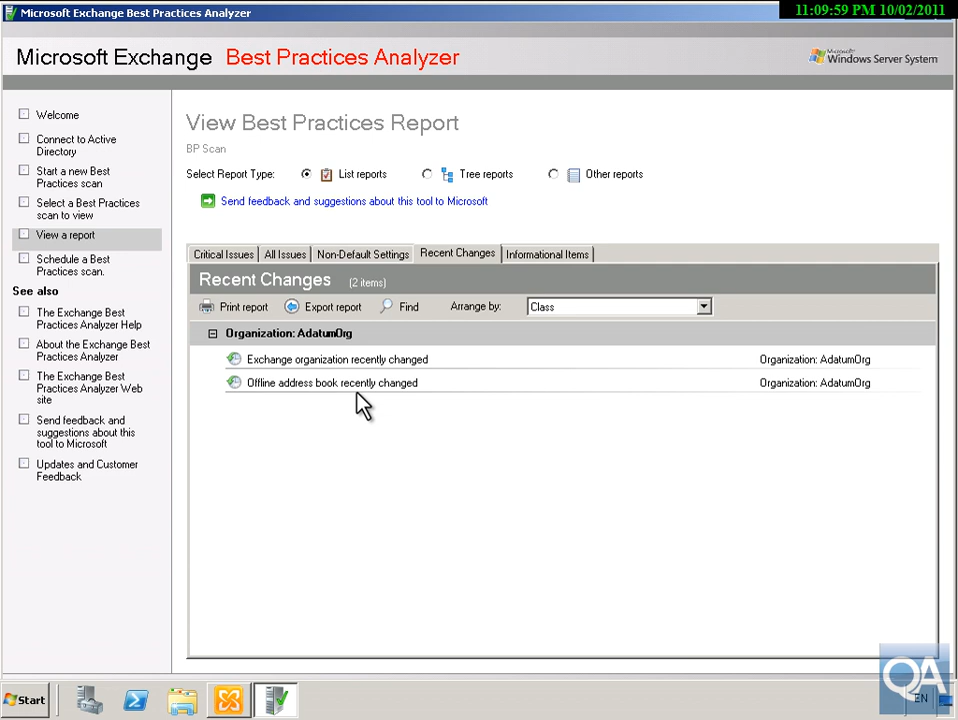 Microsoft Exchange Best Practices Analyzer
11:09:59 PM 10/02/2011
Microsoft Exchange Best Practices Analyzer
Microsoft
Windows Server System
Welcome
Connect to Active
Directory
Start a new Best
Practices scan
Select a Best Practices
scan to view
View a report
Schedule a Best
Practices scan.
See also
The Exchange Best
Practices Analyzer Help
About the Exchange Best
Practices Analyzer
The Exchange Best
Practices Analyzer Web
site
Send feedback and
suggestions about this
tool to Microsoft
Updates and Customer
Feedback
View Best Practices Report
BP Scan
Select Report Type: List reports Tree reports Other reports
Send feedback and suggestions about this tool to Microsoft
Critical Issues All Issues Non-Default Settings Recent Changes Informational Items
Recent Changes (2 items)
Print report Export report Find Arrange by: Class
Organization: AdatumOrg
Exchange organization recently changed Organization: AdatumOrg
Offline address book recently changed Organization: AdatumOrg
Start
EN
QA